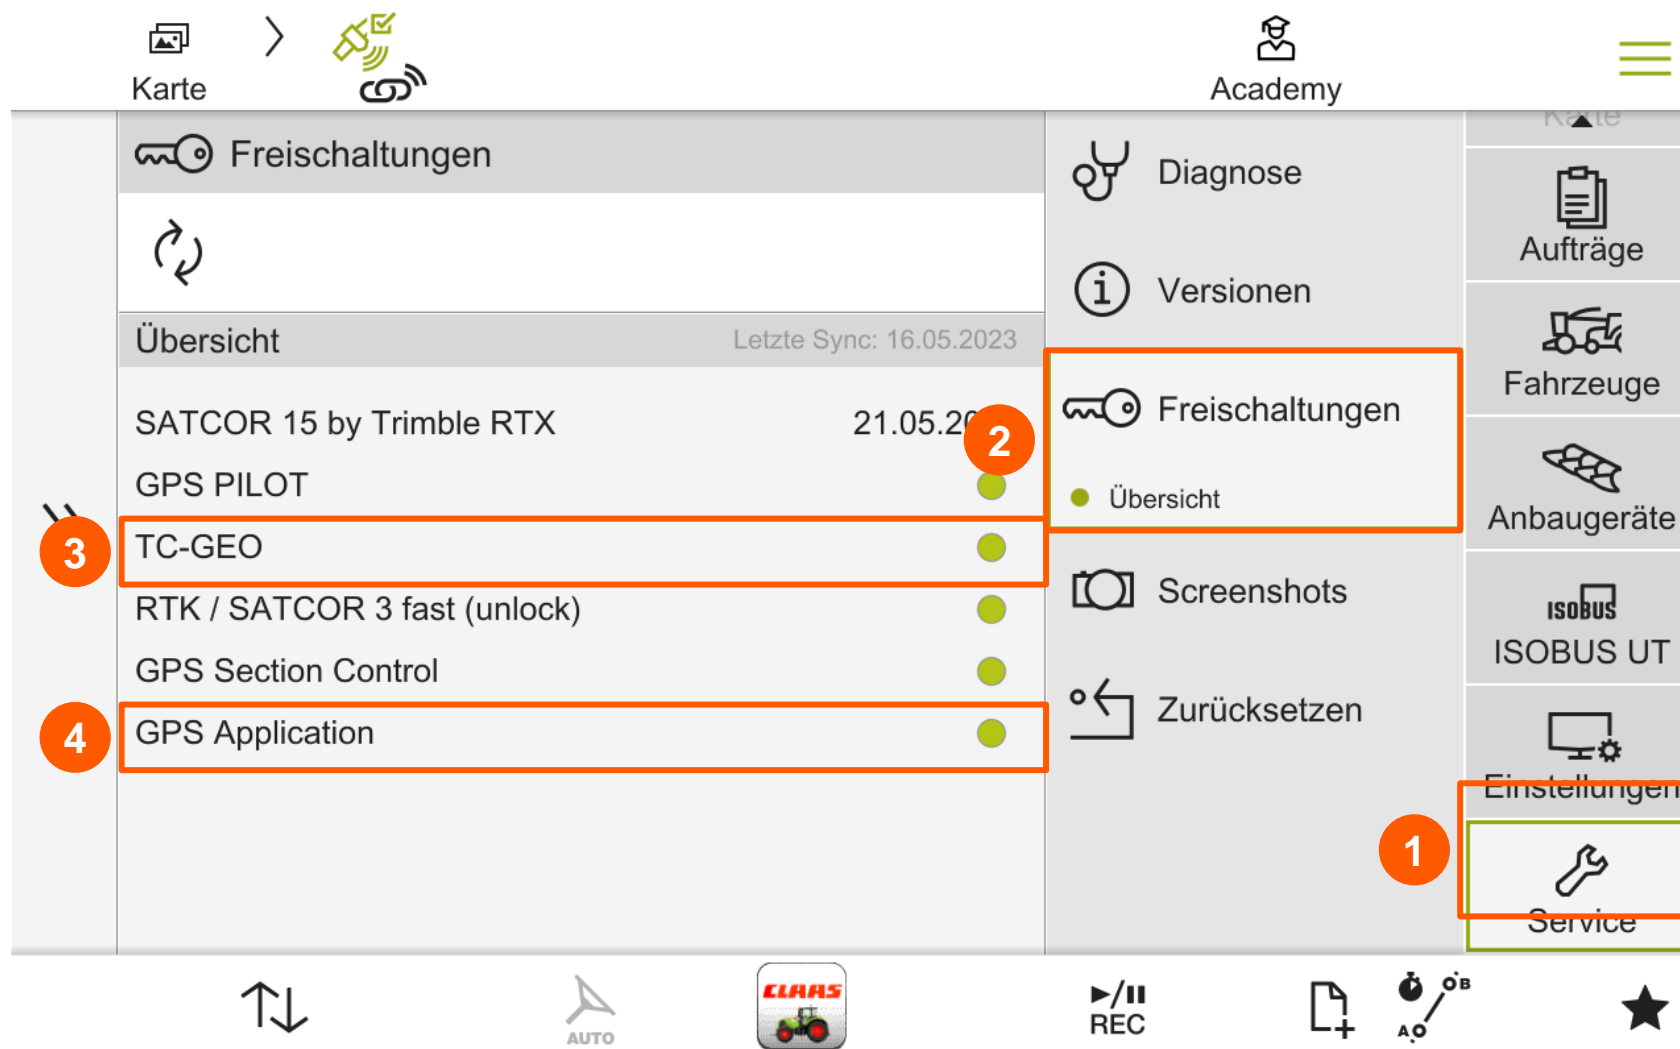 Karte
Academy
Karte
Freischaltungen
Übersicht
Letzte Sync: 16.05.2023
SATCOR 15 by Trimble RTX
21.05.20
GPS PILOT
TC-GEO
RTK / SATCOR 3 fast (unlock)
GPS Section Control
GPS Application
3
4
2
1
Diagnose
Versionen
Freischaltungen
Übersicht
Screenshots
Zurücksetzen
Aufträge
Fahrzeuge
Anbaugeräte
ISOBUS
ISOBUS UT
Einstellungen
Service
AUTO
CLAAS
REC
A B